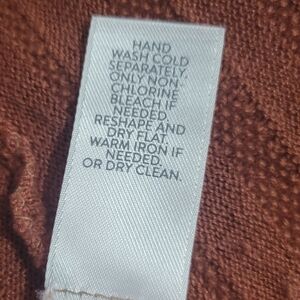 HAND
WASH COLD
SEPARATELY.
ONLY NON-
CHLORINE
BLEACH IF
NEEDED.
RESHAPE AND
DRY FLAT.
WARM IRON IF
NEEDED.
OR DRY CLEAN.